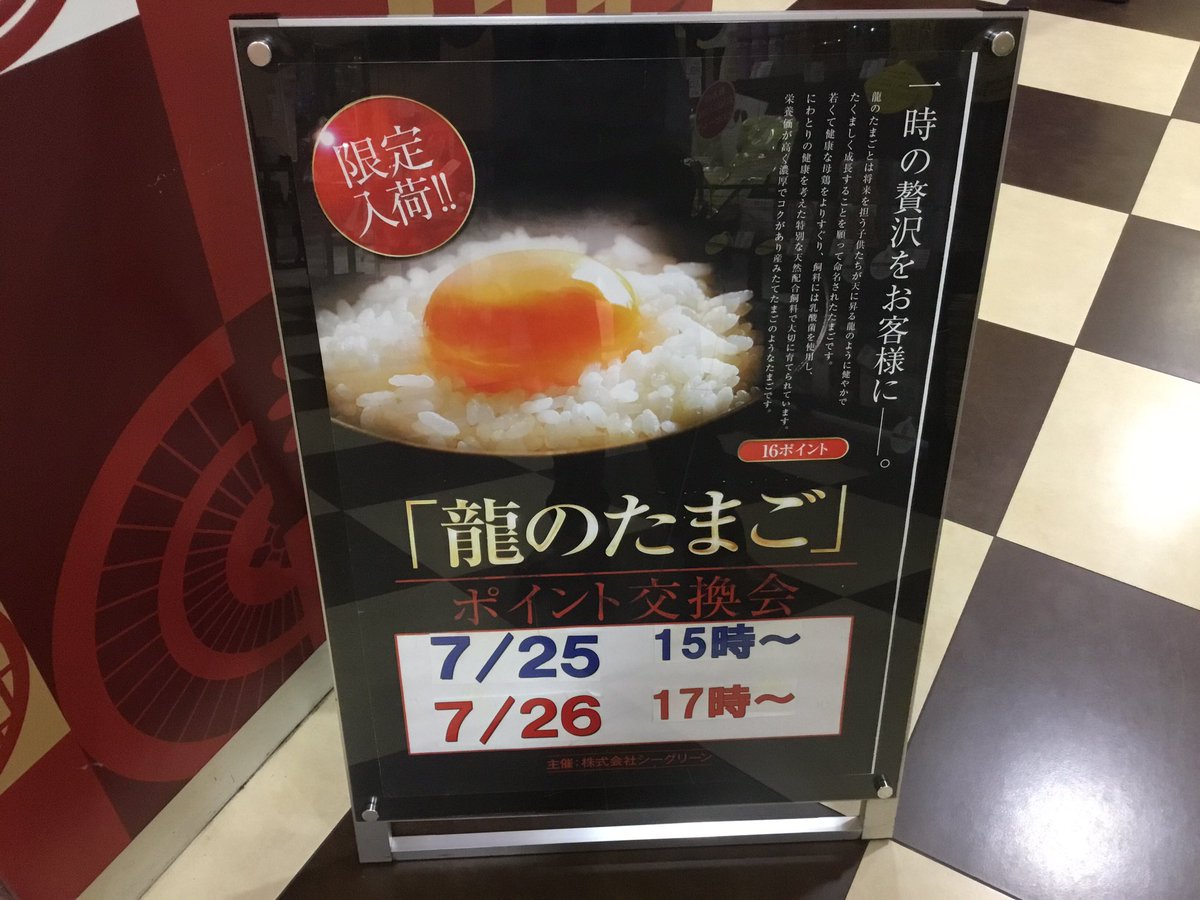 一時の贅沢をお客様に――。
龍のたまごとは将来を担う子供たちが天に昇る龍のように健やかで
たくましく成長することを願って命名されたたまごです。
若くて健康な母鶏をよりすぐり、飼料には乳酸菌を使用し、
にわとりの健康を考えた特別な天然配合飼料で大切に育てられています。
栄養価が高く濃厚でコクがあり産みたてたまごのようなたまごです。
限定
入荷!!
16ポイント
「龍のたまご」
ポイント交換会
7/25 15時～
7/26 17時～
主催:株式会社シーグリーン